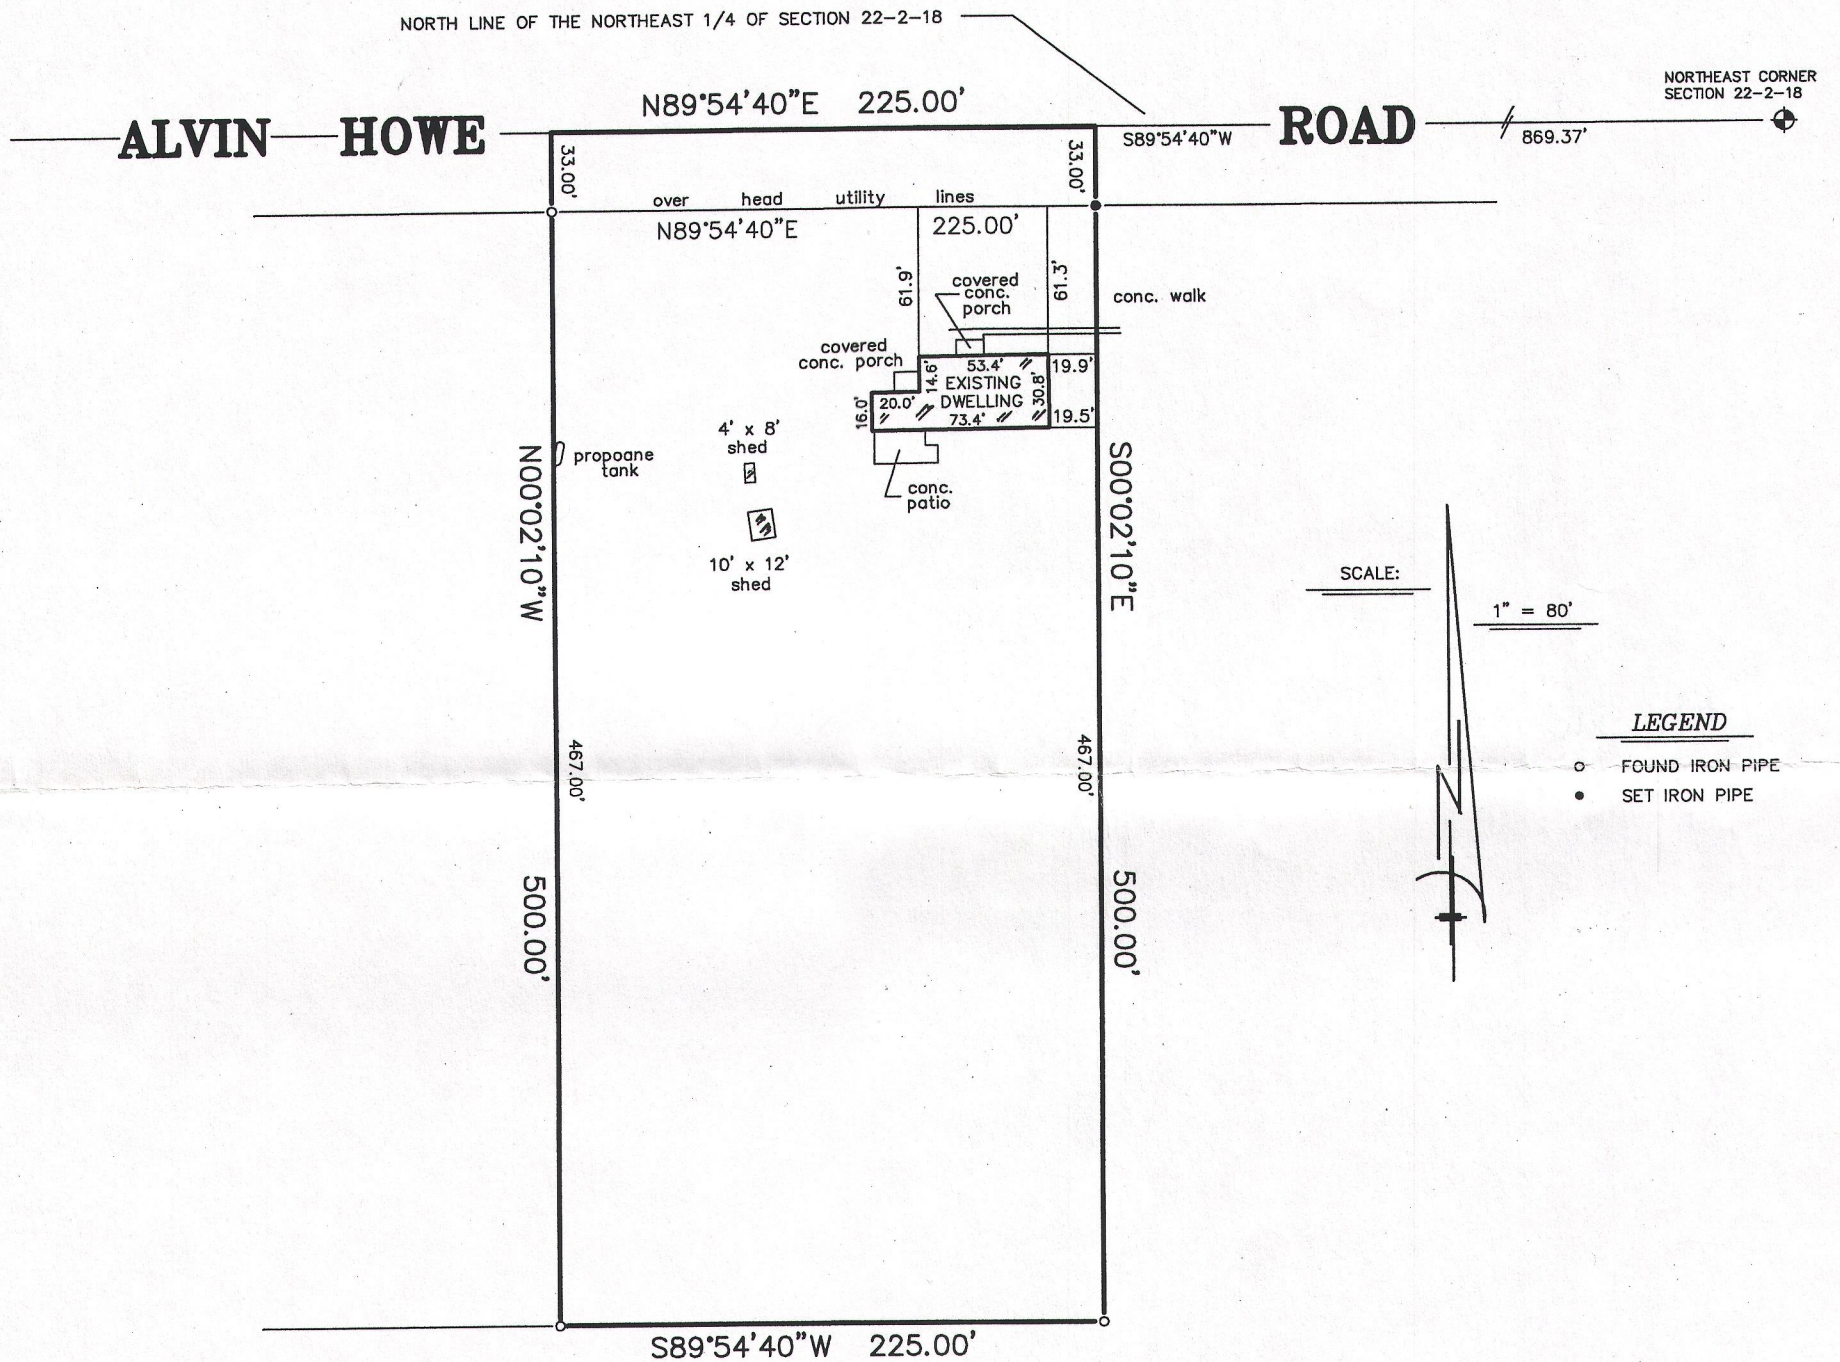 NORTH LINE OF THE NORTHEAST 1/4 OF SECTION 22-2-18
NORTHEAST CORNER
SECTION 22-2-18
N89°54'40"E 225.00'
ALVIN HOWE ROAD
S89°54'40"W
869.37'
33.00'
33.00'
over head utility lines
N89°54'40"E 225.00'
61.9'
61.3'
covered
conc.
porch
conc. walk
covered
conc. porch
14.6'
53.4'
30.8'
19.9'
EXISTING
DWELLING
16.0'
20.0'
73.4'
19.5'
4' x 8'
shed
propoane
tank
conc.
patio
10' x 12'
shed
N00°02'10"W
S00°02'10"E
SCALE:
1" = 80'
LEGEND
FOUND IRON PIPE
SET IRON PIPE
N
467.00'
467.00'
500.00'
500.00'
S89°54'40"W 225.00'